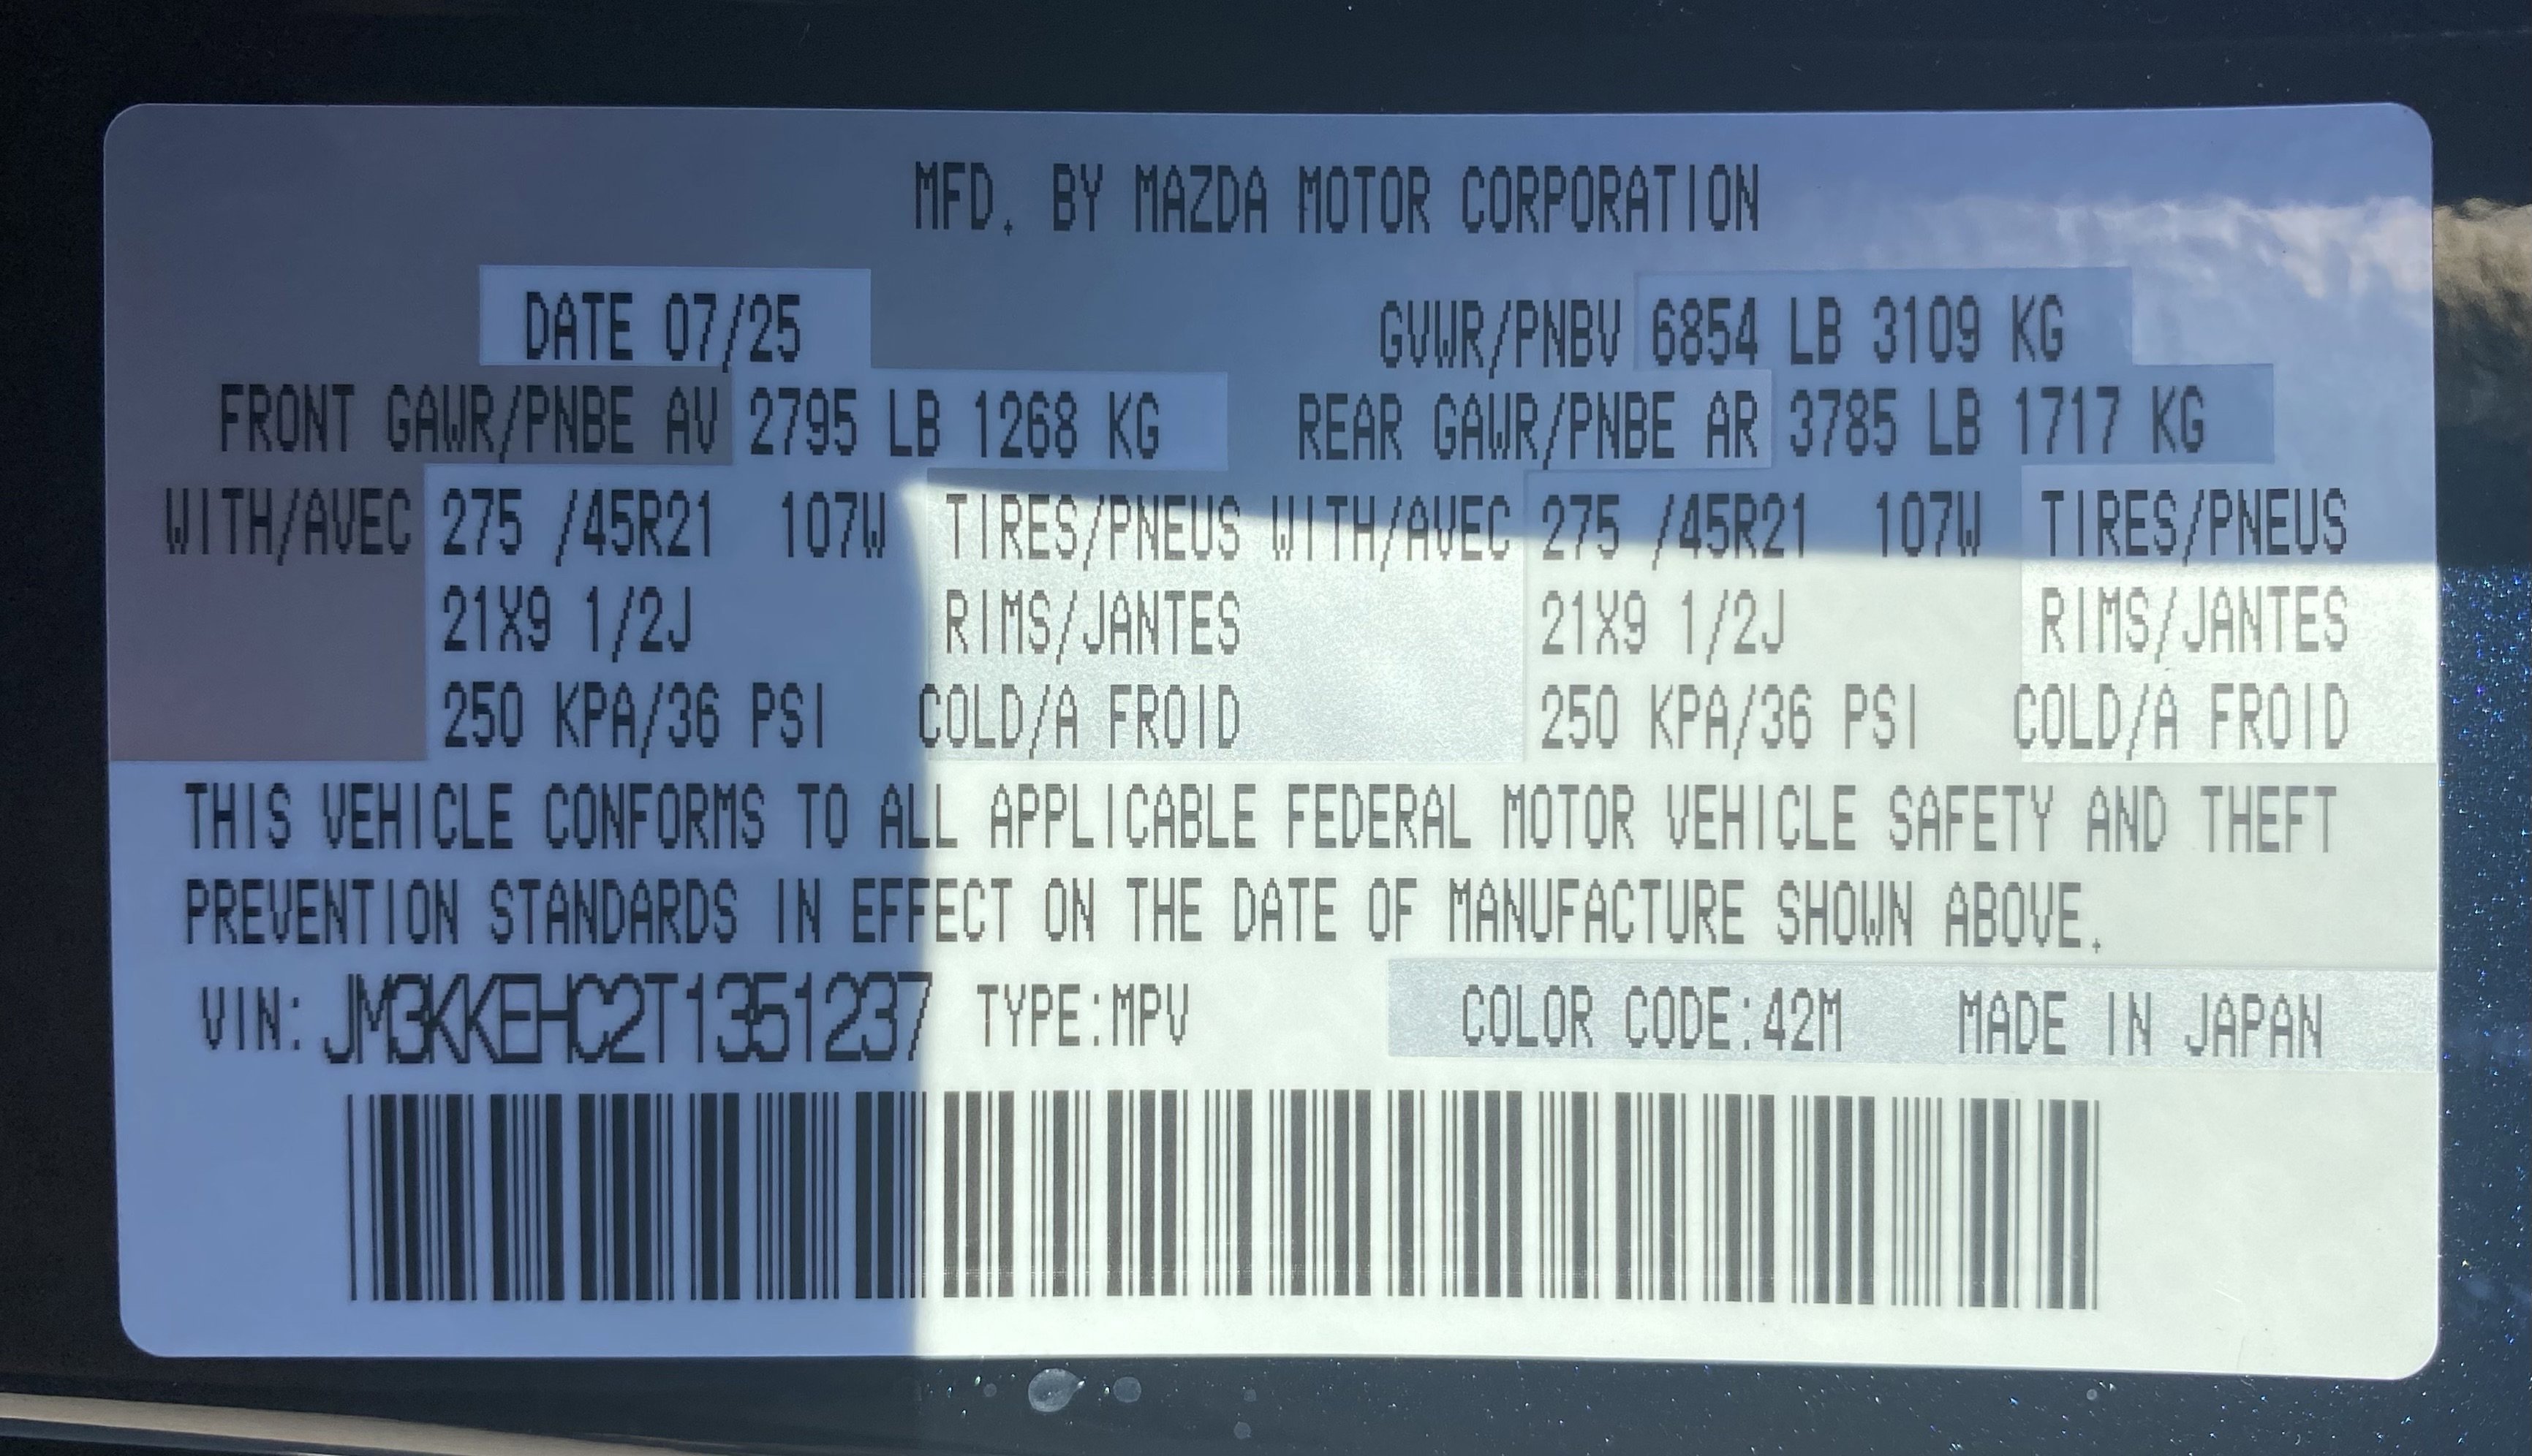 MFD. BY MAZDA MOTOR CORPORATION
DATE 07/25 GVWR/PNBV 6854 LB 3109 KG
FRONT GAWR/PNBE AV 2795 LB 1268 KG REAR GAWR/PNBE AR 3785 LB 1717 KG
WITH/AVEC 275 /45R21 107W TIRES/PNEUS WITH/AVEC 275 /45R21 107W TIRES/PNEUS
21X9 1/2J RIMS/JANTES 21X9 1/2J RIMS/JANTES
250 KPA/36 PSI COLD/A FROID 250 KPA/36 PSI COLD/A FROID
THIS VEHICLE CONFORMS TO ALL APPLICABLE FEDERAL MOTOR VEHICLE SAFETY AND THEFT
PREVENTION STANDARDS IN EFFECT ON THE DATE OF MANUFACTURE SHOWN ABOVE.
VIN: JM3KKEHC2T1351237 TYPE:MPV COLOR CODE:42M MADE IN JAPAN